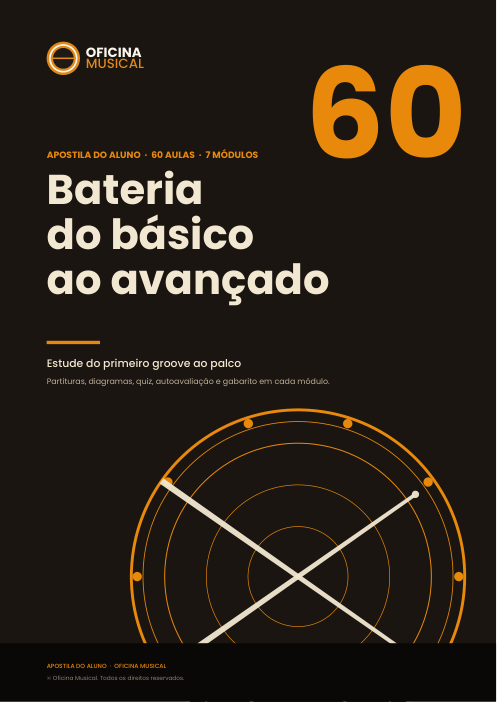 OFICINA
MUSICAL
60
APOSTILA DO ALUNO · 60 AULAS · 7 MÓDULOS
Bateria
do básico
ao avançado
Estudo do primeiro groove ao palco
Partituras, diagramas, quiz, autoavaliação e gabarito em cada módulo.
APOSTILA DO ALUNO · OFICINA MUSICAL
© Oficina Musical. Todos os direitos reservados.